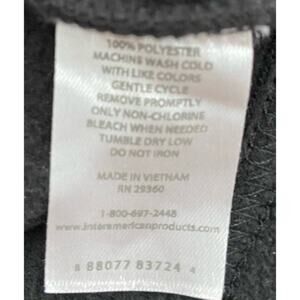 100% POLYESTER
MACHINE WASH COLD
WITH LIKE COLORS
GENTLE CYCLE
REMOVE PROMPTLY
ONLY NON-CHLORINE
BLEACH WHEN NEEDED
TUMBLE DRY LOW
DO NOT IRON
MADE IN VIETNAM
RN 29360
1-800-697-2448
www.interamericanproducts.com
8 88077 83724 4